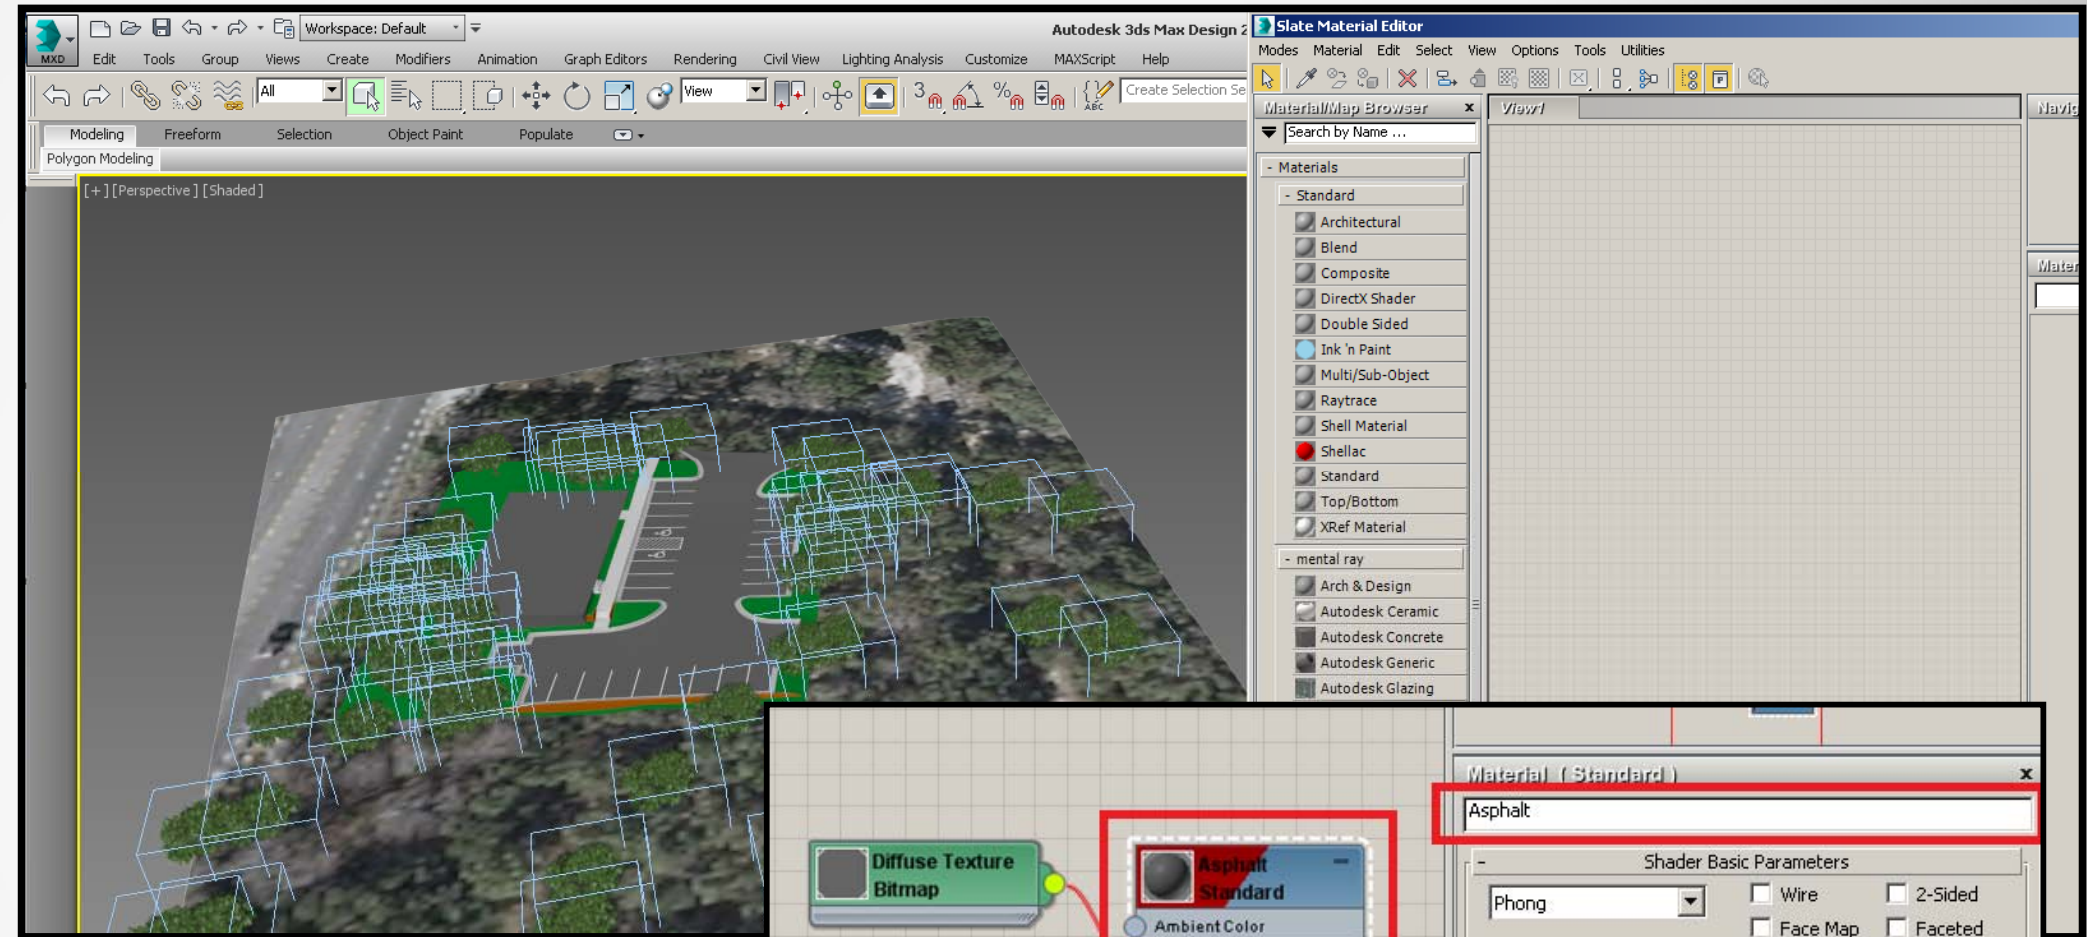 Workspace: Default
Autodesk 3ds Max Design 2
MXD
Edit Tools Group Views Create Modifiers Animation Graph Editors Rendering Civil View Lighting Analysis Customize MAXScript Help
All
View
3
%
ABC
Create Selection Se
Modeling Freeform Selection Object Paint Populate
Polygon Modeling
[+][Perspective][Shaded]
Slate Material Editor
Modes Material Edit Select View Options Tools Utilities
Material/Map Browser x
View1
Navig
Search by Name ...
- Materials
- Standard
Architectural
Blend
Composite
DirectX Shader
Double Sided
Ink 'n Paint
Multi/Sub-Object
Raytrace
Shell Material
Shellac
Standard
Top/Bottom
XRef Material
- mental ray
Arch & Design
Autodesk Ceramic
Autodesk Concrete
Autodesk Generic
Autodesk Glazing
Mater
Diffuse Texture
Bitmap
Asphalt
Standard
Ambient Color
Material ( Standard ) x
Asphalt
- Shader Basic Parameters
Phong
Wire
2-Sided
Face Map
Faceted